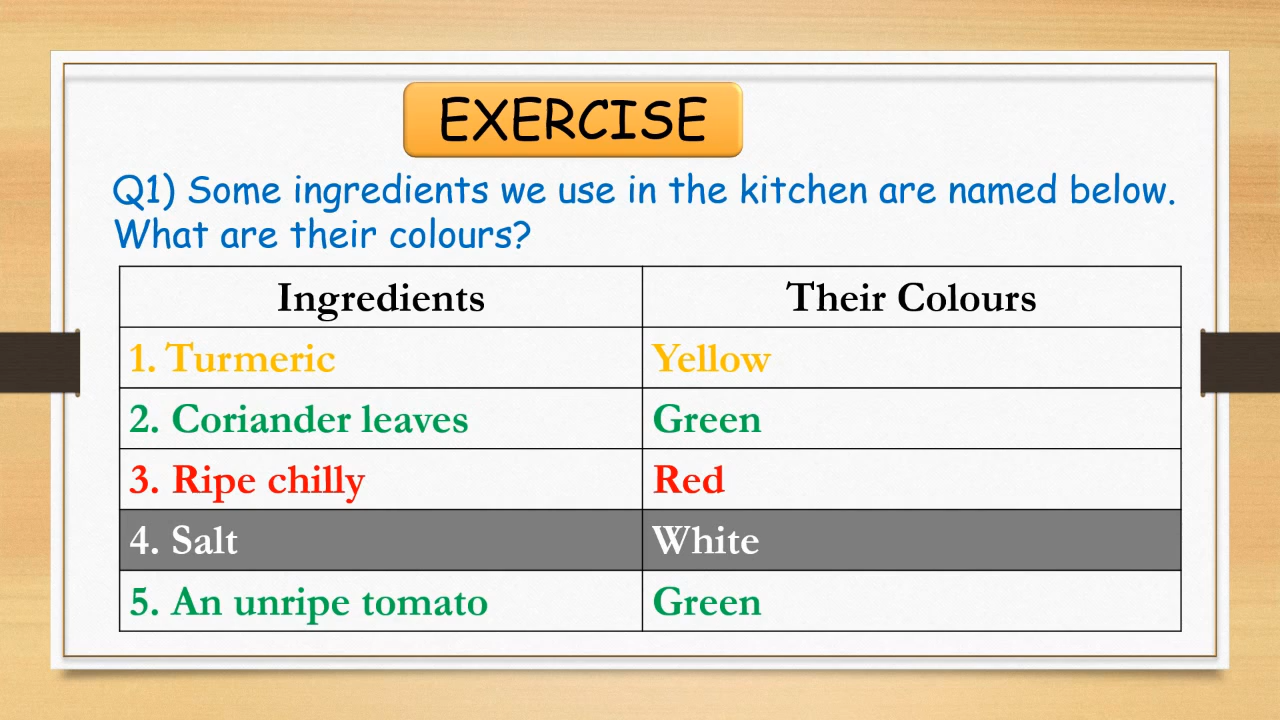 EXERCISE
Q1) Some ingredients we use in the kitchen are named below.
What are their colours?
Ingredients Their Colours
1. Turmeric Yellow
2. Coriander leaves Green
3. Ripe chilly Red
4. Salt White
5. An unripe tomato Green